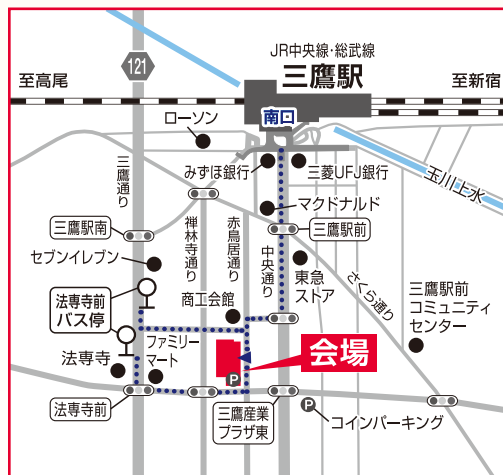 JR中央線・総武線
三鷹駅
121
至高尾
至新宿
南口
ローソン
みずほ銀行
三菱UFJ銀行
玉川上水
三鷹通り
マクドナルド
三鷹駅南
禅林寺通り
赤鳥居通り
中央通り
三鷹駅前
さくら通り
セブンイレブン
東急
ストア
三鷹駅前
コミュニティ
センター
法専寺前
バス停
商工会館
ファミリー
マート
法専寺
会場
P
法専寺前
三鷹産業
プラザ東
P
コインパーキング